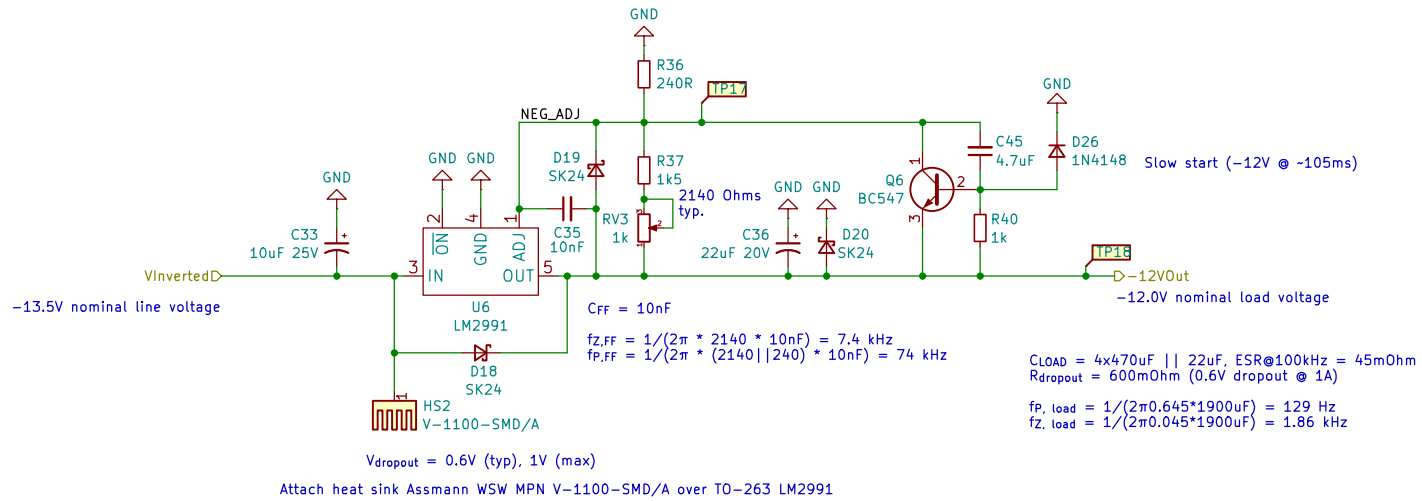 GND
R36
240R
TP17
NEG_ADJ
GND
D26
1N4148
Slow start (-12V @ ~105ms)
C45
4.7uF
D19
SK24
R37
1k5
GND
GND
GND
2140 Ohms
typ.
GND
GND
Q6
BC547
1
2
3
R40
1k
C33
10uF 25V
2
4
1
ON
GND
ADJ
C35
10nF
RV3
1k
3
2
1
C36
22uF 20V
D20
SK24
TP18
VInverted
3
IN
OUT
5
-12VOut
-13.5V nominal line voltage
U6
LM2991
CFF = 10nF
-12.0V nominal load voltage
fZ,FF = 1/(2π * 2140 * 10nF) = 7.4 kHz
fP,FF = 1/(2π * (2140||240) * 10nF) = 74 kHz
D18
SK24
CLOAD = 4x470uF || 22uF, ESR@100kHz = 45mOhm
Rdropout = 600mOhm (0.6V dropout @ 1A)
1
HS2
V-1100-SMD/A
fP, load = 1/(2π0.645*1900uF) = 129 Hz
fZ, load = 1/(2π0.045*1900uF) = 1.86 kHz
Vdropout = 0.6V (typ), 1V (max)
Attach heat sink Assmann WSW MPN V-1100-SMD/A over TO-263 LM2991